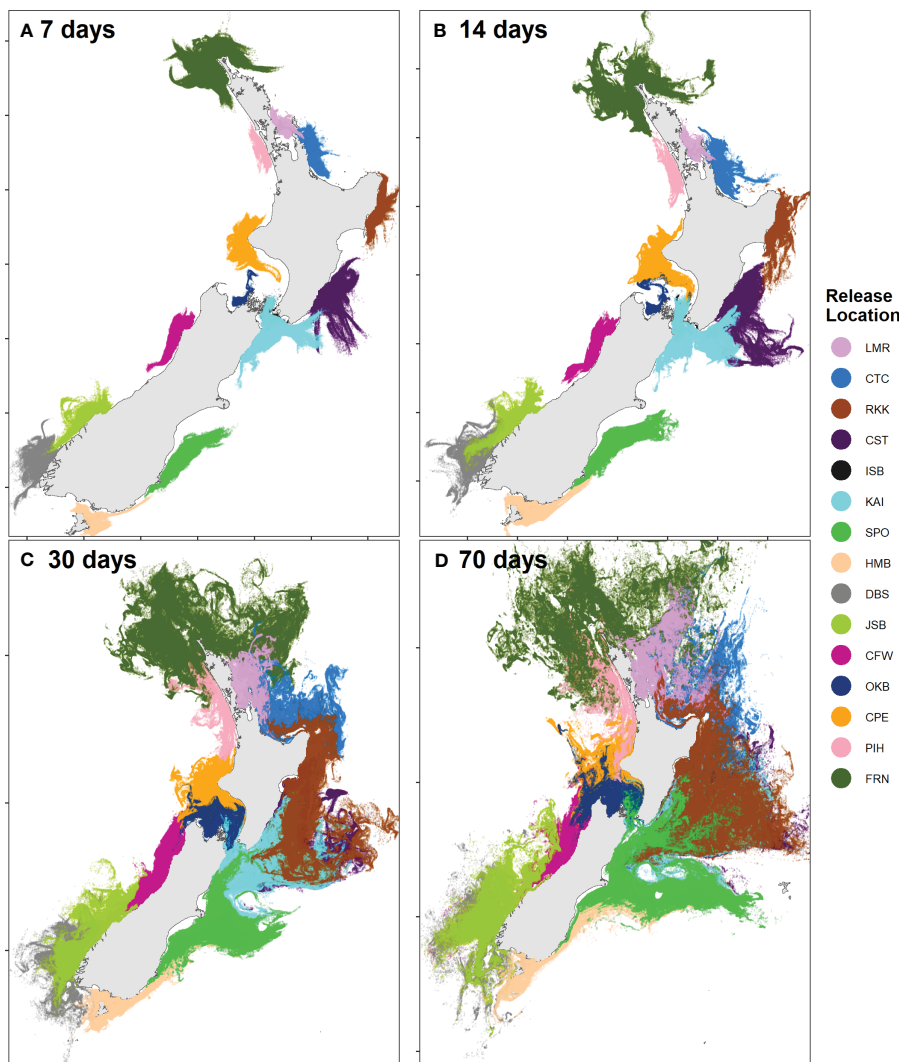 A 7 days
B 14 days
Release
Location
LMR
CTC
RKK
CST
ISB
KAI
SPO
HMB
DBS
JSB
CFW
OKB
CPE
PIH
FRN
C 30 days
D 70 days